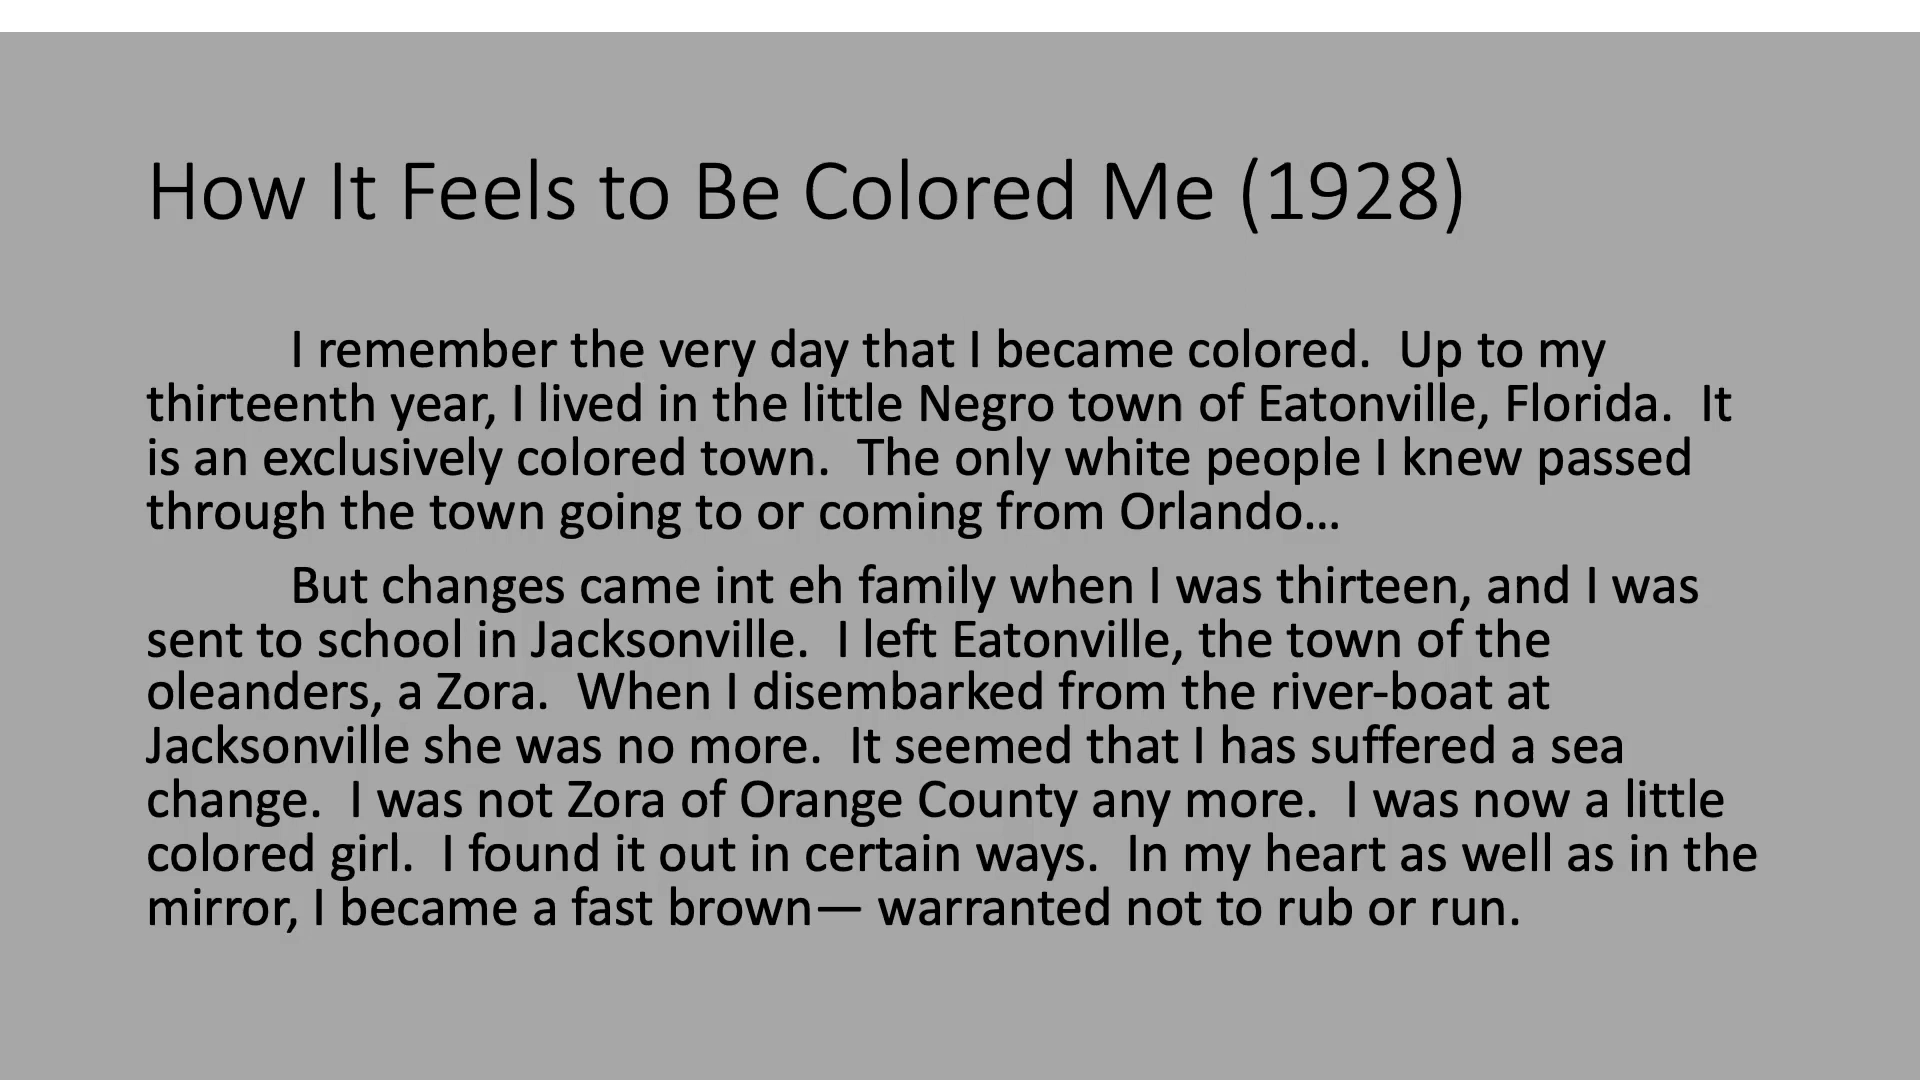 How It Feels to Be Colored Me (1928)
I remember the very day that I became colored.  Up to my
thirteenth year, I lived in the little Negro town of Eatonville, Florida.  It
is an exclusively colored town.  The only white people I knew passed
through the town going to or coming from Orlando…
But changes came int eh family when I was thirteen, and I was
sent to school in Jacksonville.  I left Eatonville, the town of the
oleanders, a Zora.  When I disembarked from the river-boat at
Jacksonville she was no more.  It seemed that I has suffered a sea
change.  I was not Zora of Orange County any more.  I was now a little
colored girl.  I found it out in certain ways.  In my heart as well as in the
mirror, I became a fast brown— warranted not to rub or run.